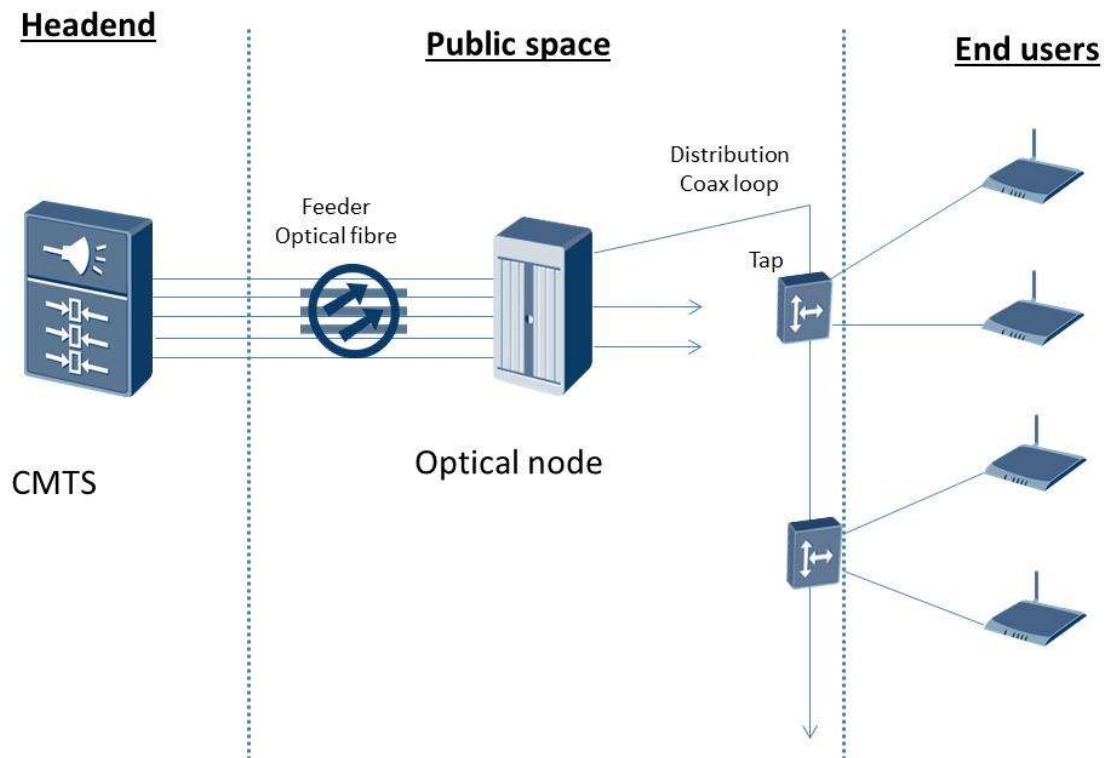 Headend
Public space
End users
Distribution
Coax loop
Feeder
Optical fibre
Tap
Optical node
CMTS